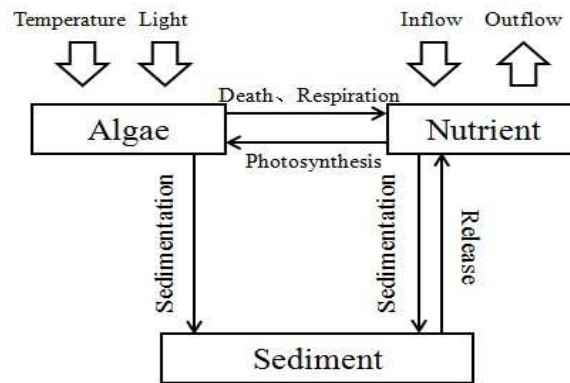 Temperature Light Inflow Outflow
Death、Respiration
Algae Nutrient
Photosynthesis
Sedimentation Sedimentation Release
Sediment